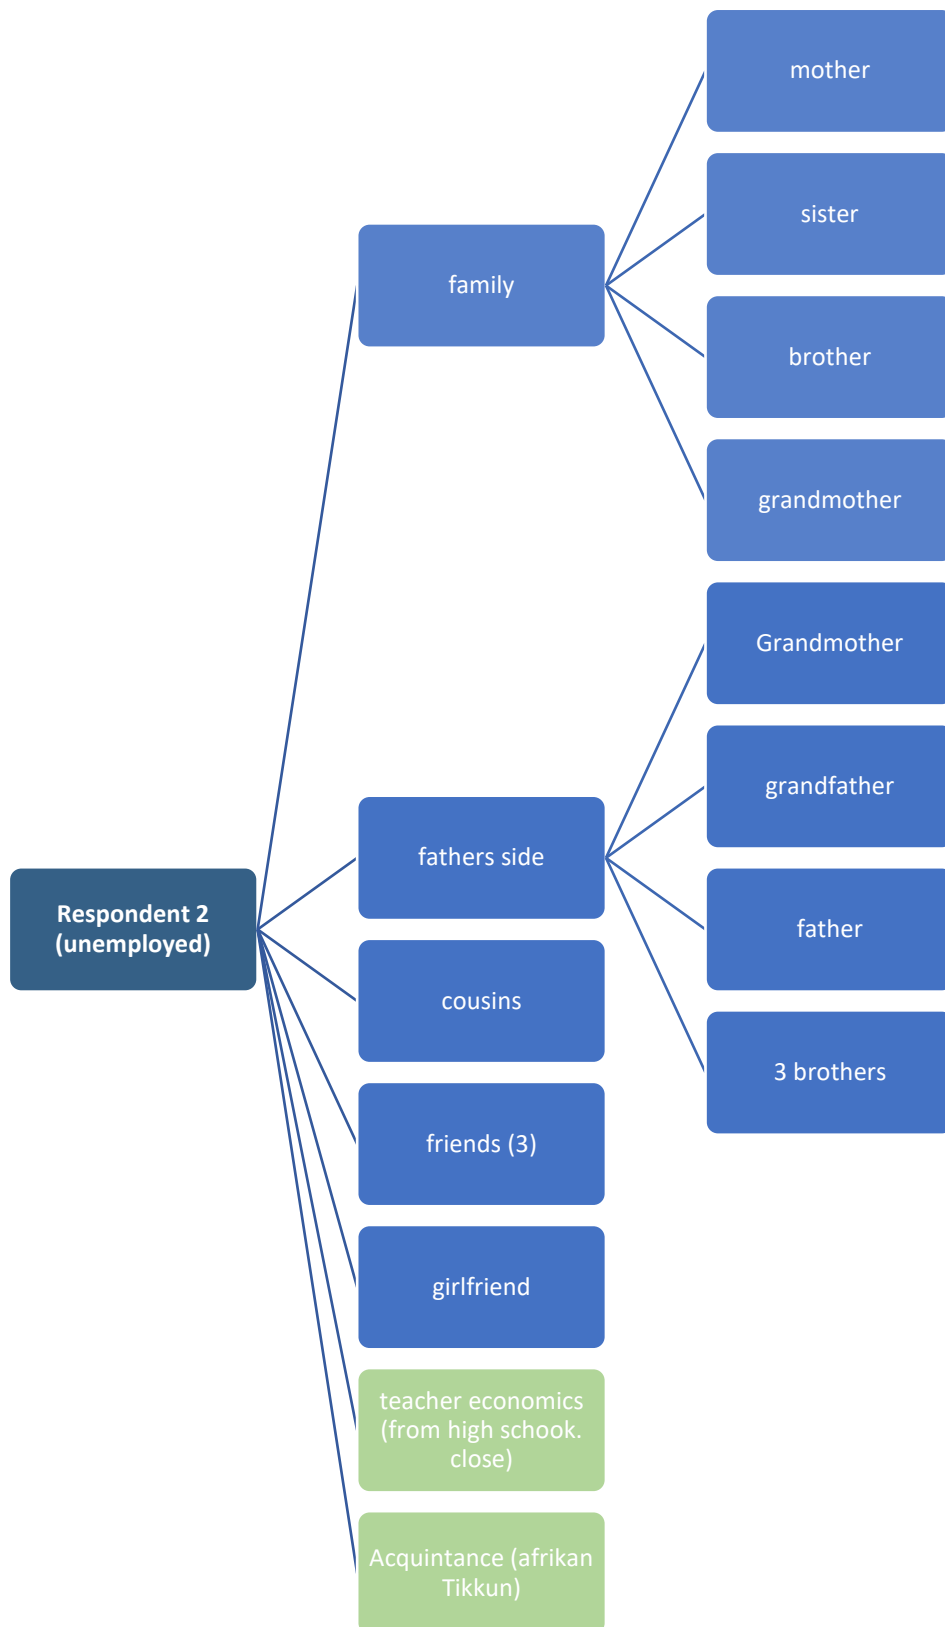 mother
sister
family
brother
grandmother
Grandmother
grandfather
fathers side
Respondent 2
(unemployed)
father
cousins
3 brothers
friends (3)
girlfriend
teacher economics
(from high schook.
close)
Acquintance (afrikan
Tikkun)